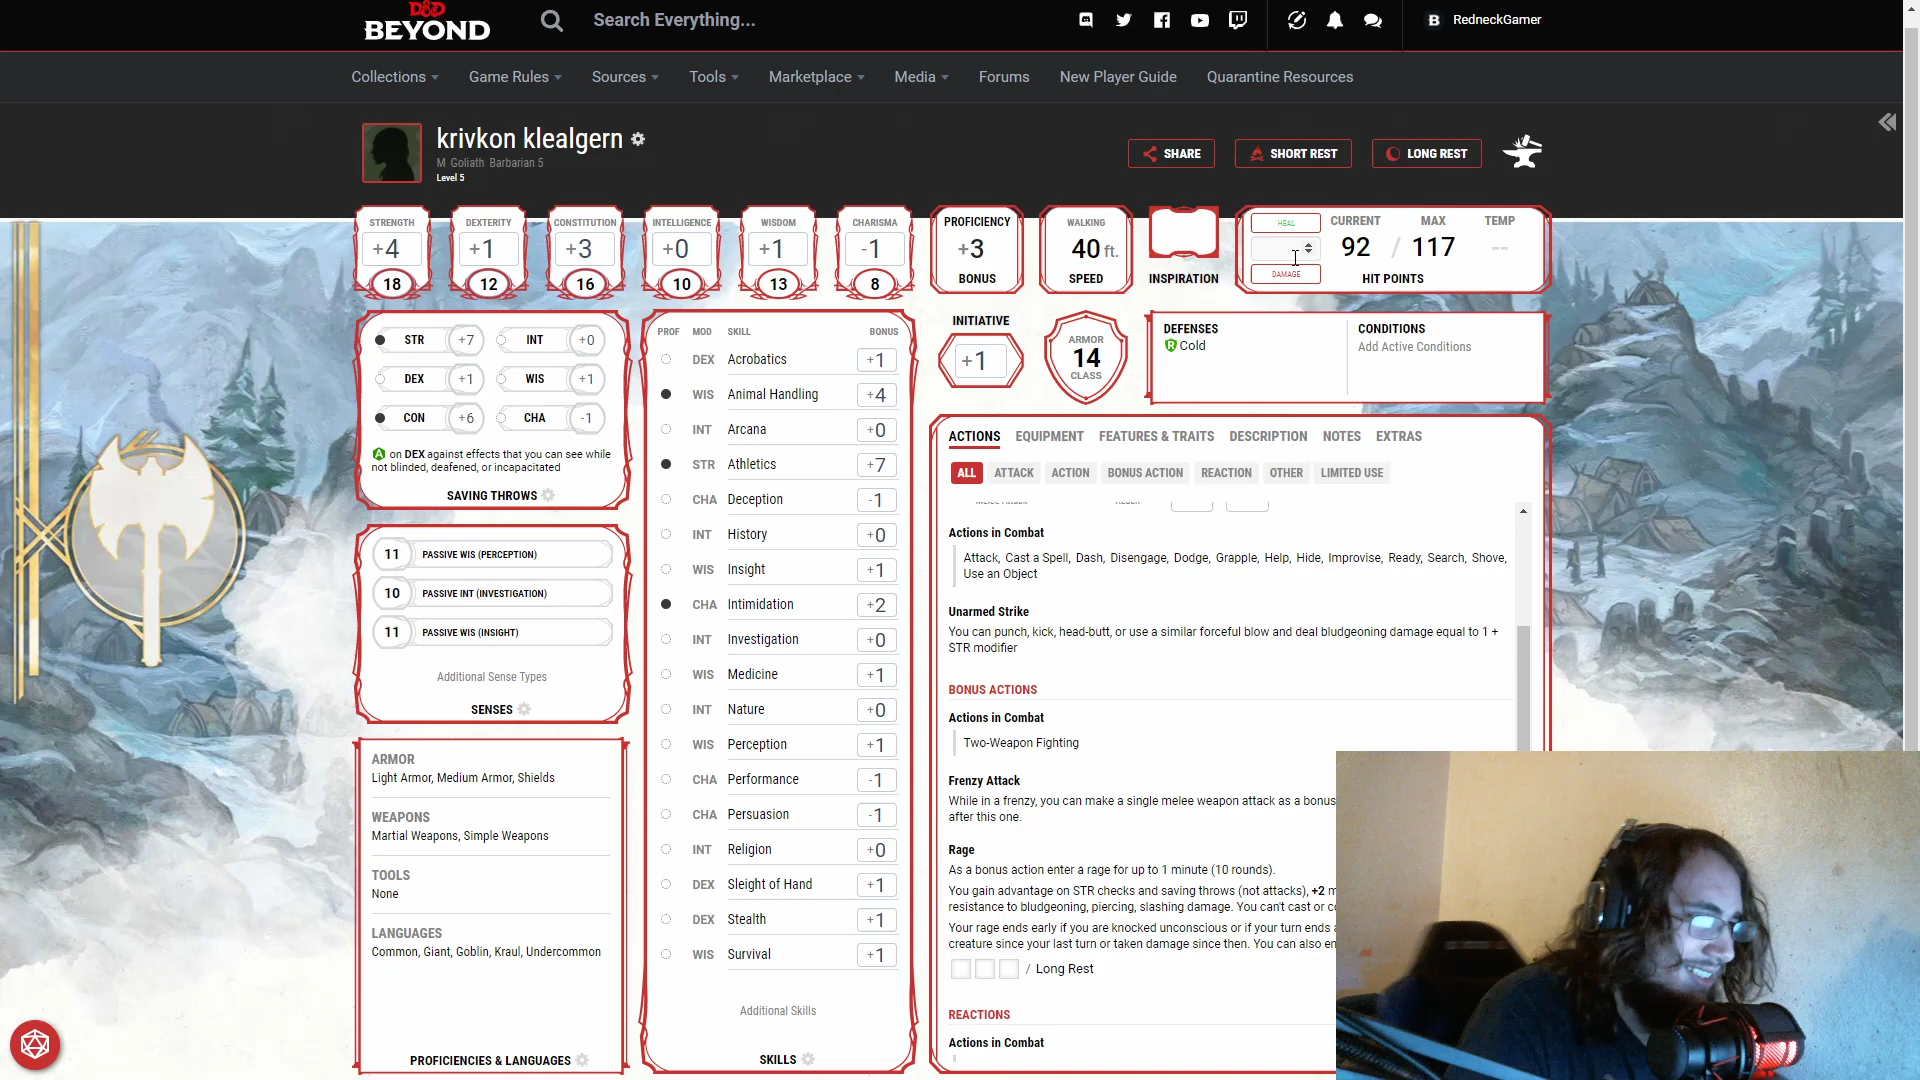 D&D
BEYOND
Search Everything...
B RedneckGamer
Collections
Game Rules
Sources
Tools
Marketplace
Media
Forums
New Player Guide
Quarantine Resources
krivkon klealgern
M Goliath Barbarian 5
Level 5
SHARE
SHORT REST
LONG REST
STRENGTH
+4
18
DEXTERITY
+1
12
CONSTITUTION
+3
16
INTELLIGENCE
+0
10
WISDOM
+1
13
CHARISMA
-1
8
PROFICIENCY
+3
BONUS
WALKING
40 ft.
SPEED
INSPIRATION
HEAL
DAMAGE
CURRENT MAX TEMP
92 / 117 --
HIT POINTS
STR +7 INT +0
DEX +1 WIS +1
CON +6 CHA -1
A on DEX against effects that you can see while
not blinded, deafened, or incapacitated
SAVING THROWS
11 PASSIVE WIS (PERCEPTION)
10 PASSIVE INT (INVESTIGATION)
11 PASSIVE WIS (INSIGHT)
Additional Sense Types
SENSES
ARMOR
Light Armor, Medium Armor, Shields
WEAPONS
Martial Weapons, Simple Weapons
TOOLS
None
LANGUAGES
Common, Giant, Goblin, Kraul, Undercommon
PROFICIENCIES & LANGUAGES
PROF MOD SKILL BONUS
DEX Acrobatics +1
WIS Animal Handling +4
INT Arcana +0
STR Athletics +7
CHA Deception -1
INT History +0
WIS Insight +1
CHA Intimidation +2
INT Investigation +0
WIS Medicine +1
INT Nature +0
WIS Perception +1
CHA Performance -1
CHA Persuasion -1
INT Religion +0
DEX Sleight of Hand +1
DEX Stealth +1
WIS Survival +1
Additional Skills
SKILLS
INITIATIVE
+1
ARMOR
14
CLASS
DEFENSES
R Cold
CONDITIONS
Add Active Conditions
ACTIONS EQUIPMENT FEATURES & TRAITS DESCRIPTION NOTES EXTRAS
ALL ATTACK ACTION BONUS ACTION REACTION OTHER LIMITED USE
Actions in Combat
Attack, Cast a Spell, Dash, Disengage, Dodge, Grapple, Help, Hide, Improvise, Ready, Search, Shove,
Use an Object
Unarmed Strike
You can punch, kick, head-butt, or use a similar forceful blow and deal bludgeoning damage equal to 1 +
STR modifier
BONUS ACTIONS
Actions in Combat
Two-Weapon Fighting
Frenzy Attack
While in a frenzy, you can make a single melee weapon attack as a bonus
after this one.
Rage
As a bonus action enter a rage for up to 1 minute (10 rounds).
You gain advantage on STR checks and saving throws (not attacks), +2 m
resistance to bludgeoning, piercing, slashing damage. You can't cast or c
Your rage ends early if you are knocked unconscious or if your turn ends
creature since your last turn or taken damage since then. You can also en
/ Long Rest
REACTIONS
Actions in Combat